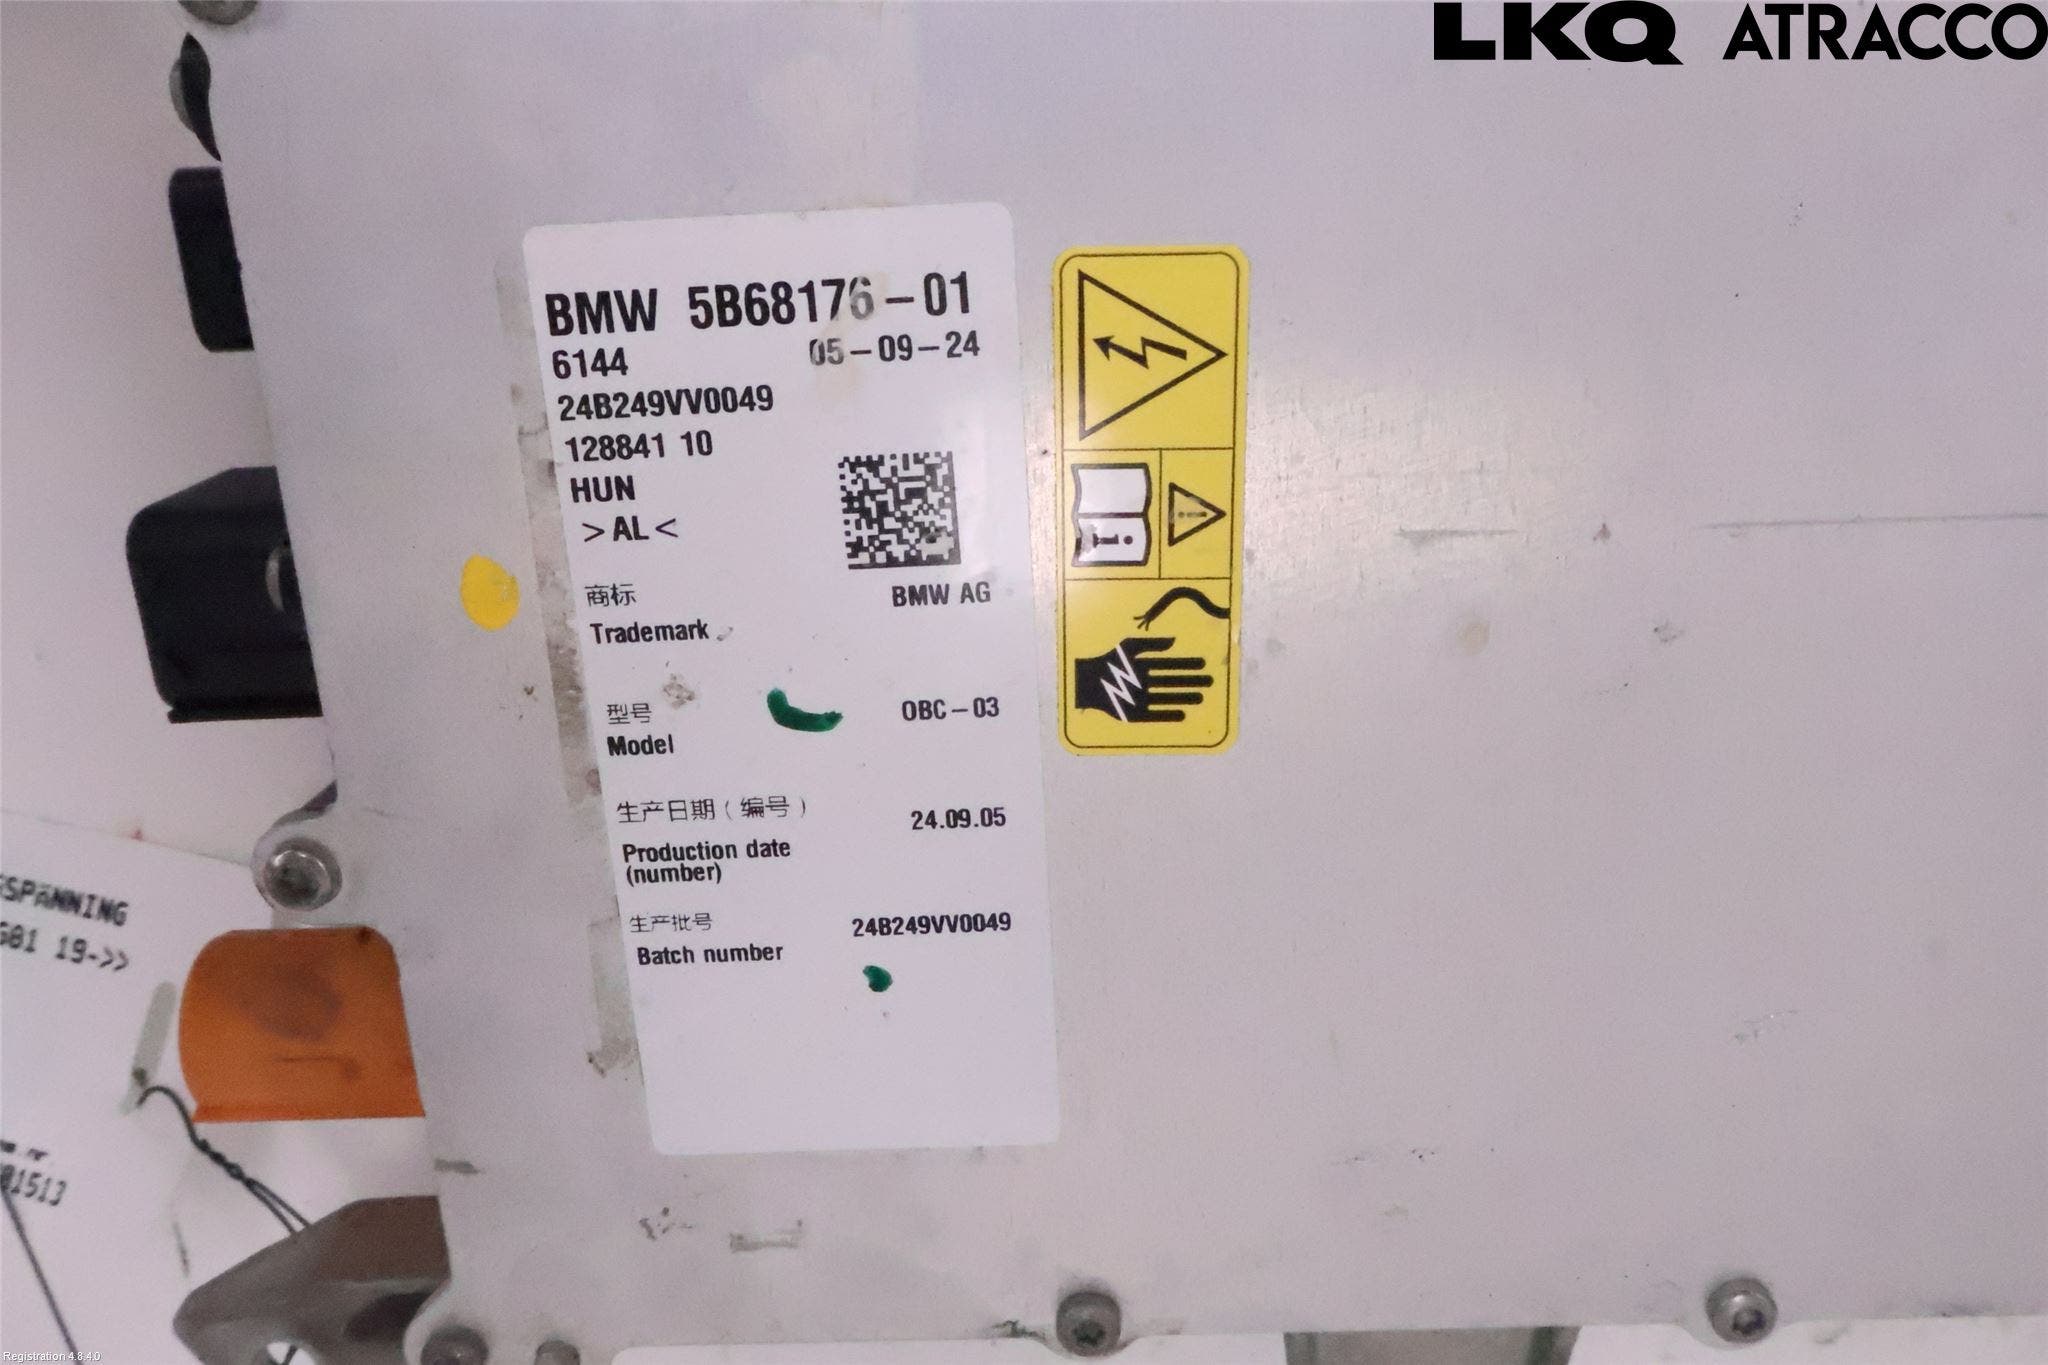 LKQ ATRACCO
BMW 5B68176-01
6144 05-09-24
24B249VV0049
128841 10
HUN
>AL<
商标 BMW AG
Trademark
型号 OBC-03
Model
生产日期(编号) 24.09.05
Production date
(number)
生产批号 24B249VV0049
Batch number
19->>
Registration 4.8.4.0